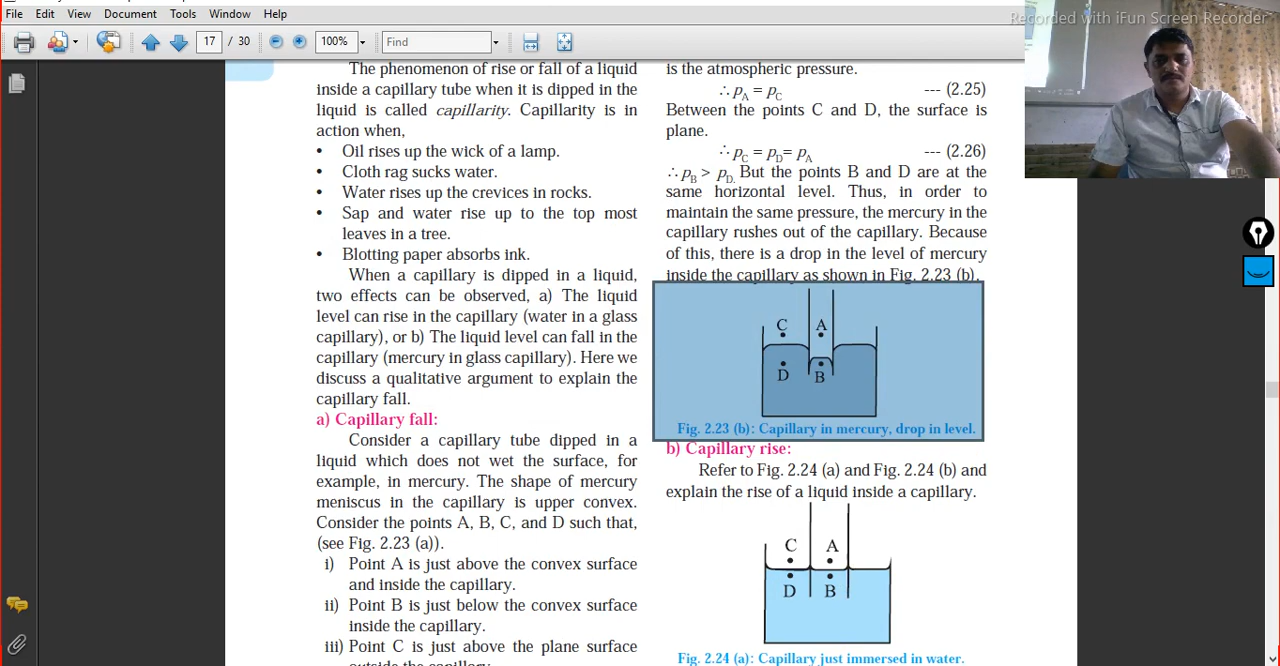 File Edit View Document Tools Window Help
Recorded with iFun Screen Recorder
17 / 30 100% Find
The phenomenon of rise or fall of a liquid
inside a capillary tube when it is dipped in the
liquid is called capillarity. Capillarity is in
action when,
• Oil rises up the wick of a lamp.
• Cloth rag sucks water.
• Water rises up the crevices in rocks.
• Sap and water rise up to the top most
leaves in a tree.
• Blotting paper absorbs ink.
When a capillary is dipped in a liquid,
two effects can be observed, a) The liquid
level can rise in the capillary (water in a glass
capillary), or b) The liquid level can fall in the
capillary (mercury in glass capillary). Here we
discuss a qualitative argument to explain the
capillary fall.
a) Capillary fall:
Consider a capillary tube dipped in a
liquid which does not wet the surface, for
example, in mercury. The shape of mercury
meniscus in the capillary is upper convex.
Consider the points A, B, C, and D such that,
(see Fig. 2.23 (a)).
i) Point A is just above the convex surface
and inside the capillary.
ii) Point B is just below the convex surface
inside the capillary.
iii) Point C is just above the plane surface
outside the capillary.
is the atmospheric pressure.
∴ pA = pC --- (2.25)
Between the points C and D, the surface is
plane.
∴ pC = pD= pA --- (2.26)
∴ pB > pD. But the points B and D are at the
same horizontal level. Thus, in order to
maintain the same pressure, the mercury in the
capillary rushes out of the capillary. Because
of this, there is a drop in the level of mercury
inside the capillary as shown in Fig. 2.23 (b).
C A
D B
Fig. 2.23 (b): Capillary in mercury, drop in level.
b) Capillary rise:
Refer to Fig. 2.24 (a) and Fig. 2.24 (b) and
explain the rise of a liquid inside a capillary.
C A
D B
Fig. 2.24 (a): Capillary just immersed in water.